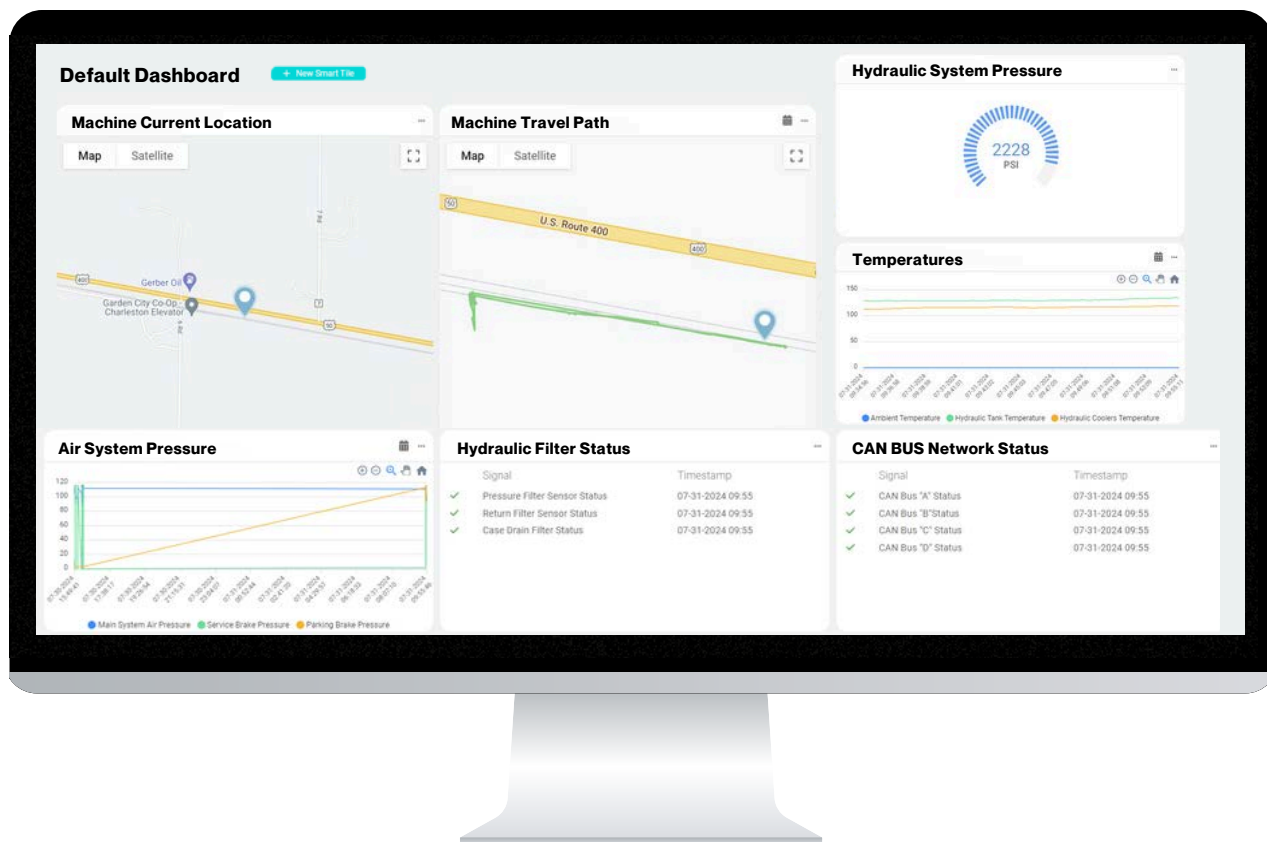 Default Dashboard
+ New Smart Tile
Machine Current Location
Map
Satellite
7 Rd
400
Gerber Oil
Garden City Co-Op -
Charleston Elevator
7
50
Machine Travel Path
Map
Satellite
50
U.S. Route 400
400
Hydraulic System Pressure
2228
PSI
Temperatures
150
100
50
0
Ambient Temperature
Hydraulic Tank Temperature
Hydraulic Coolers Temperature
Air System Pressure
120
100
80
60
40
20
0
Main System Air Pressure
Service Brake Pressure
Parking Brake Pressure
Hydraulic Filter Status
Signal Timestamp
Pressure Filter Sensor Status 07-31-2024 09:55
Return Filter Sensor Status 07-31-2024 09:55
Case Drain Filter Status 07-31-2024 09:55
CAN BUS Network Status
Signal Timestamp
CAN Bus "A" Status 07-31-2024 09:55
CAN Bus "B"Status 07-31-2024 09:55
CAN Bus "C" Status 07-31-2024 09:55
CAN Bus "D" Status 07-31-2024 09:55